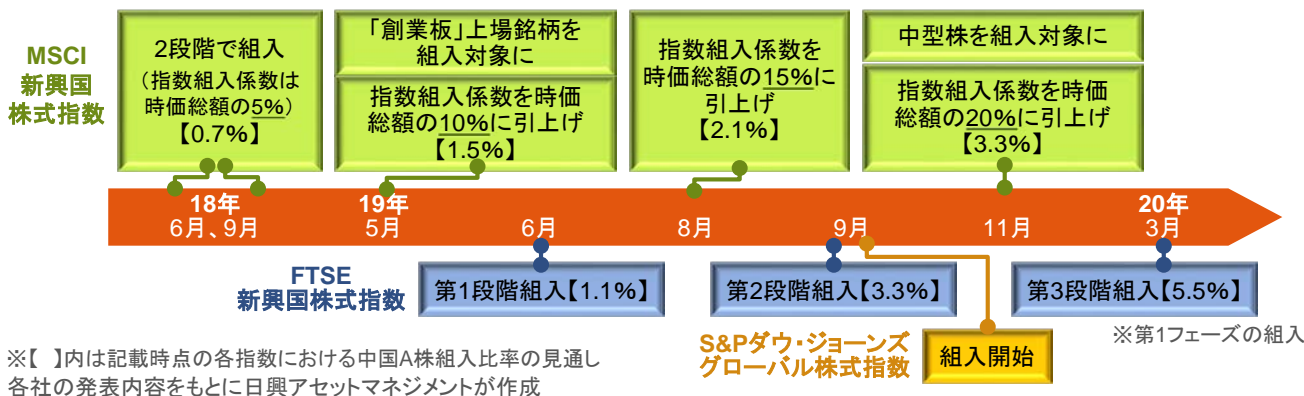 MSCI
新興国
株式指数
2段階で組入
(指数組入係数は
時価総額の5%)
【0.7%】
「創業板」上場銘柄を
組入対象に
指数組入係数を時価
総額の10%に引上げ
【1.5%】
指数組入係数を
時価総額の15%に
引上げ
【2.1%】
中型株を組入対象に
指数組入係数を時価
総額の20%に引上げ
【3.3%】
18年
6月、9月
19年
5月
6月
8月
9月
11月
20年
3月
FTSE
新興国株式指数
第1段階組入【1.1%】
第2段階組入【3.3%】
第3段階組入【5.5%】
※第1フェーズの組入
S&Pダウ・ジョーンズ
グローバル株式指数
組入開始
※【 】内は記載時点の各指数における中国A株組入比率の見通し
各社の発表内容をもとに日興アセットマネジメントが作成